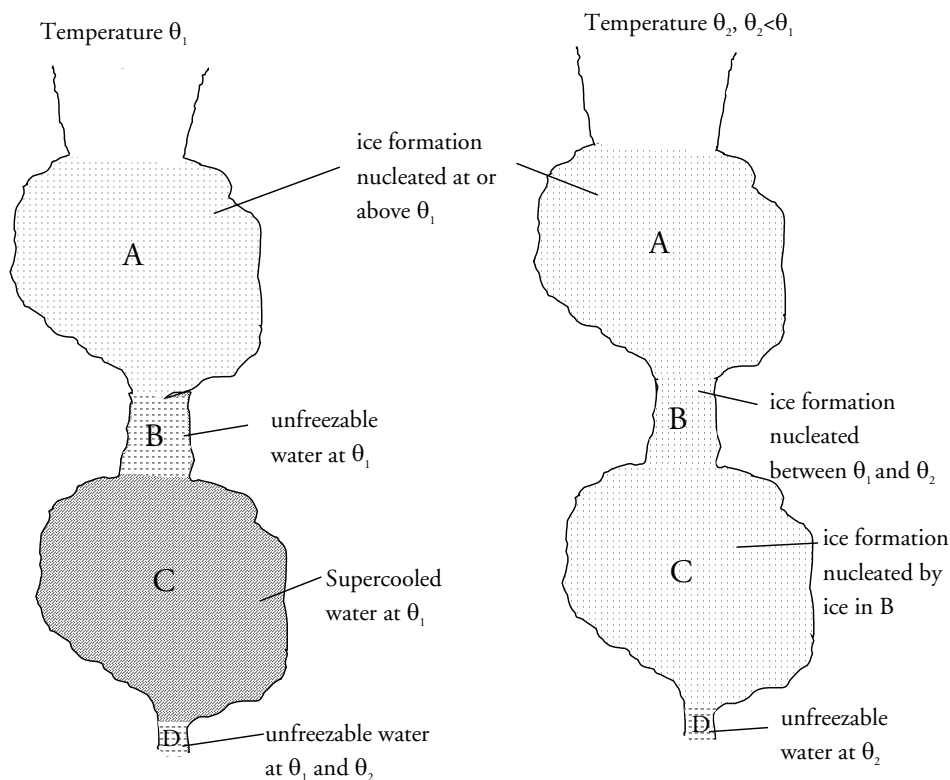 Temperature θ₁
ice formation
nucleated at or
above θ₁
A
B
unfreezable
water at θ₁
C
Supercooled
water at θ₁
D
unfreezable water
at θ₁ and θ₂
Temperature θ₂, θ₂<θ₁
A
B
ice formation
nucleated
between θ₁ and θ₂
C
ice formation
nucleated by
ice in B
D
unfreezable
water at θ₂